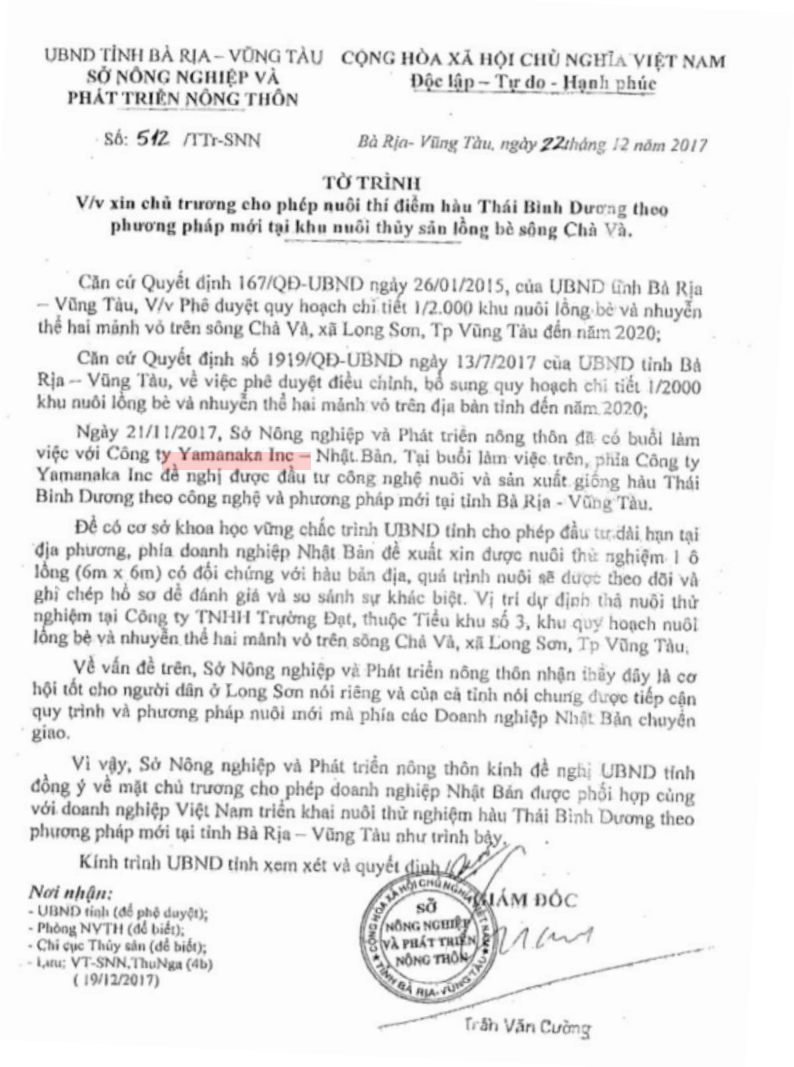 UBND TỈNH BÀ RỊA – VŨNG TÀU
SỞ NÔNG NGHIỆP VÀ
PHÁT TRIỂN NÔNG THÔN
Số: 512 /TTr-SNN
CỘNG HÒA XÃ HỘI CHỦ NGHĨA VIỆT NAM
Độc lập – Tự do - Hạnh phúc
Bà Rịa- Vũng Tàu, ngày 22 tháng 12 năm 2017
TỜ TRÌNH
V/v xin chủ trương cho phép nuôi thí điểm hàu Thái Bình Dương theo
phương pháp mới tại khu nuôi thủy sản lồng bè sông Chà Và.
Căn cứ Quyết định 167/QĐ-UBND ngày 26/01/2015, của UBND tỉnh Bà Rịa
– Vũng Tàu, V/v Phê duyệt quy hoạch chi tiết 1/2.000 khu nuôi lồng bè và nhuyễn
thể hai mảnh vỏ trên sông Chà Và, xã Long Sơn, Tp Vũng Tàu đến năm 2020;
Căn cứ Quyết định số 1919/QĐ-UBND ngày 13/7/2017 của UBND tỉnh Bà
Rịa – Vũng Tàu, về việc phê duyệt điều chỉnh, bổ sung quy hoạch chi tiết 1/2000
khu nuôi lồng bè và nhuyễn thể hai mảnh vỏ trên địa bàn tỉnh đến năm 2020;
Ngày 21/11/2017, Sở Nông nghiệp và Phát triển nông thôn đã có buổi làm
việc với Công ty Yamanaka Inc – Nhật Bản. Tại buổi làm việc trên, phía Công ty
Yamanaka Inc đề nghị được đầu tư công nghệ nuôi và sản xuất giống hàu Thái
Bình Dương theo công nghệ và phương pháp mới tại tỉnh Bà Rịa - Vũng Tàu.
Để có cơ sở khoa học vững chắc trình UBND tỉnh cho phép đầu tư dài hạn tại
địa phương, phía doanh nghiệp Nhật Bản đề xuất xin được nuôi thử nghiệm 1 ô
lồng (6m x 6m) có đối chứng với hàu bản địa, quá trình nuôi sẽ được theo dõi và
ghi chép hồ sơ để đánh giá và so sánh sự khác biệt. Vị trí dự định thả nuôi thử
nghiệm tại Công ty TNHH Trường Đạt, thuộc Tiểu khu số 3, khu quy hoạch nuôi
lồng bè và nhuyễn thể hai mảnh vỏ trên sông Chà Và, xã Long Sơn, Tp Vũng Tàu.
Về vấn đề trên, Sở Nông nghiệp và Phát triển nông thôn nhận thấy đây là cơ
hội tốt cho người dân ở Long Sơn nói riêng và của cả tỉnh nói chung được tiếp cận
quy trình và phương pháp nuôi mới mà phía các Doanh nghiệp Nhật Bản chuyển
giao.
Vì vậy, Sở Nông nghiệp và Phát triển nông thôn kính đề nghị UBND tỉnh
đồng ý về mặt chủ trương cho phép doanh nghiệp Nhật Bản được phối hợp cùng
với doanh nghiệp Việt Nam triển khai nuôi thử nghiệm hàu Thái Bình Dương theo
phương pháp mới tại tỉnh Bà Rịa – Vũng Tàu như trình bày.
Kính trình UBND tỉnh xem xét và quyết định
Nơi nhận:
- UBND tỉnh (để phê duyệt);
- Phòng NVTH (để biết);
- Chi cục Thủy sản (để biết);
- Lưu: VT-SNN,ThuNga (4b)
( 19/12/2017)
GIÁM ĐỐC
CỘNG HÒA XÃ HỘI CHỦ NGHĨA VIỆT NAM
SỞ
NÔNG NGHIỆP
VÀ PHÁT TRIỂN
NÔNG THÔN
TỈNH BÀ RỊA-VŨNG TÀU
Trần Văn Cường